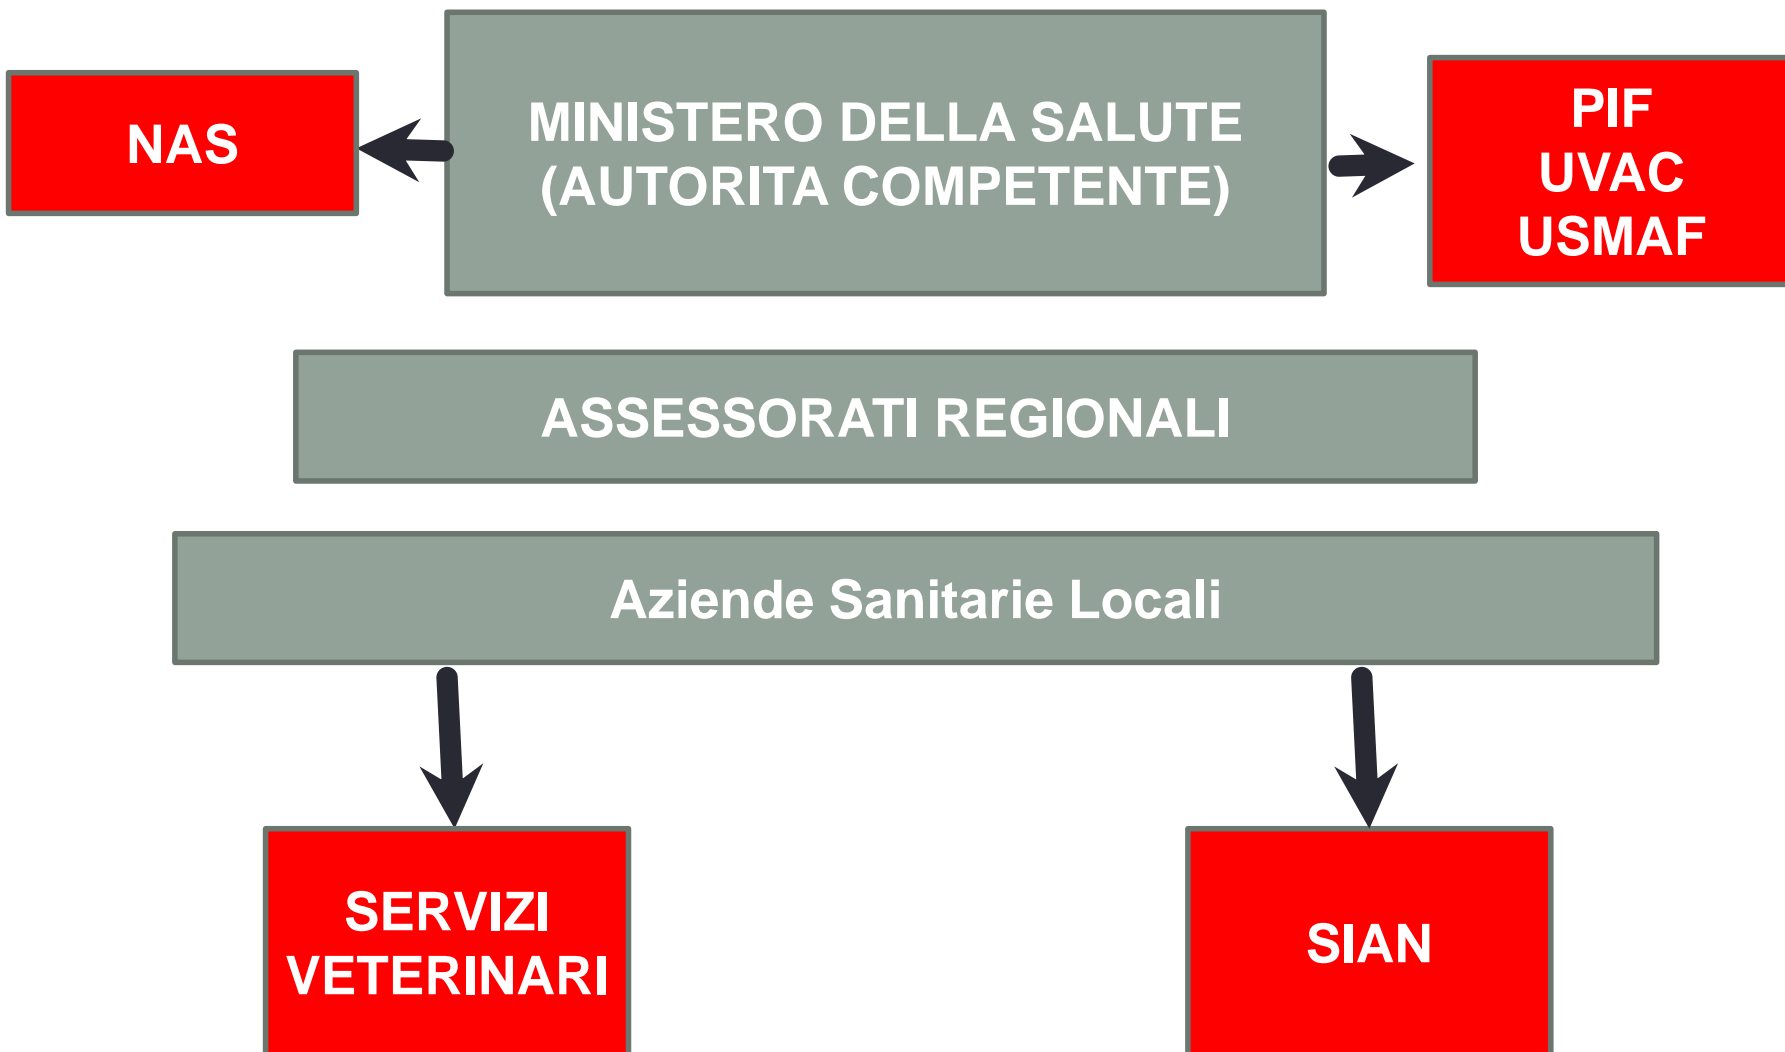 NAS
MINISTERO DELLA SALUTE
(AUTORITA COMPETENTE)
PIF
UVAC
USMAF
ASSESSORATI REGIONALI
Aziende Sanitarie Locali
SERVIZI
VETERINARI
SIAN